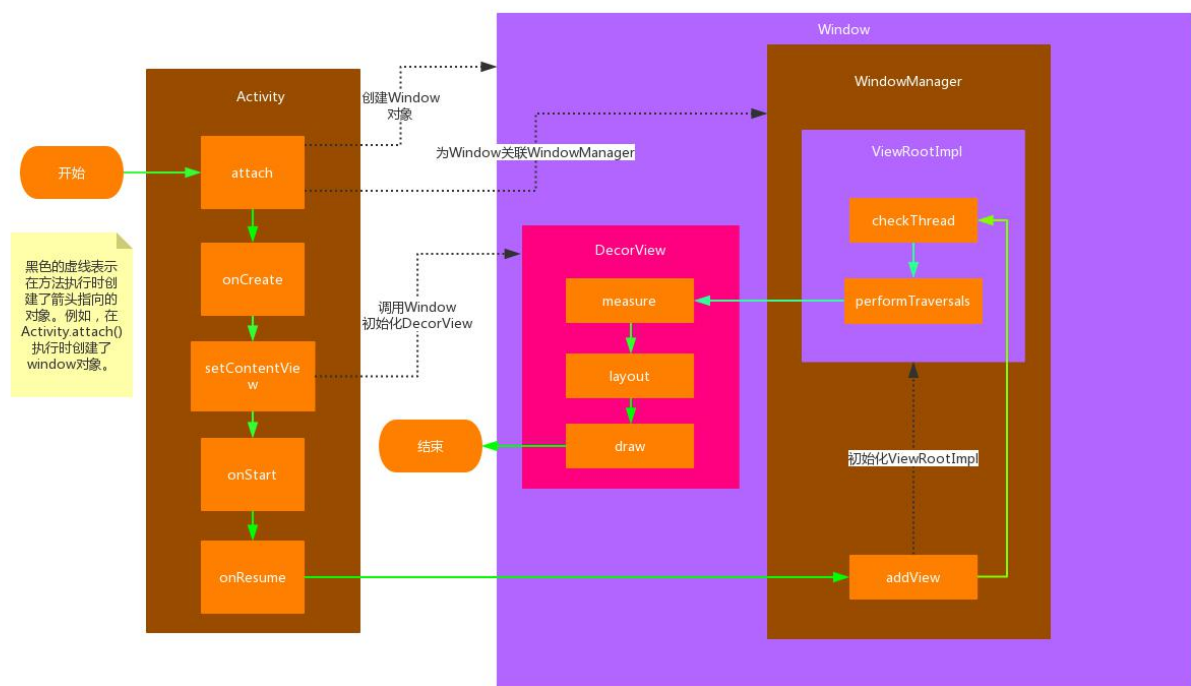 Window
WindowManager
Activity
创建Window
对象
为Window关联WindowManager
ViewRootImpl
开始
attach
checkThread
DecorView
黑色的虚线表示
在方法执行时创
建了箭头指向的
对象。例如，在
Activity.attach()
执行时创建了
window对象。
onCreate
调用Window
初始化DecorView
measure
performTraversals
setContentVie
w
layout
结束
draw
初始化ViewRootImpl
onStart
onResume
addView